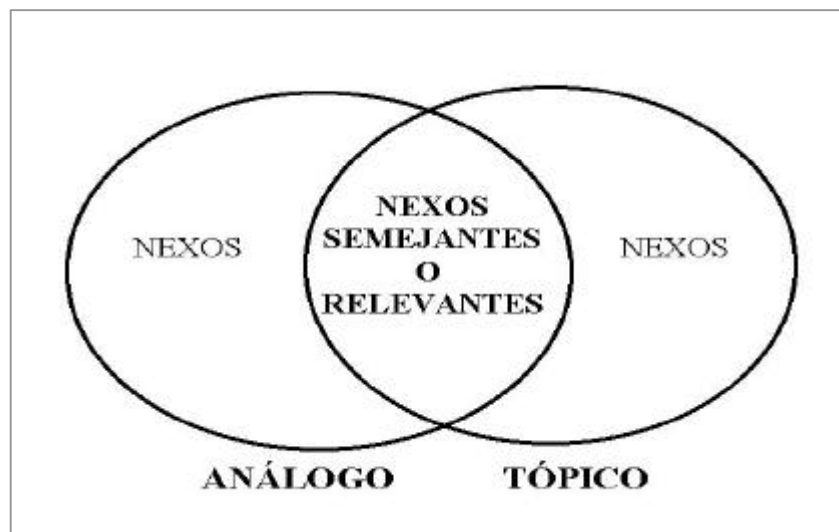 NEXOS
NEXOS
SEMEJANTES
O
RELEVANTES
NEXOS
ANÁLOGO
TÓPICO